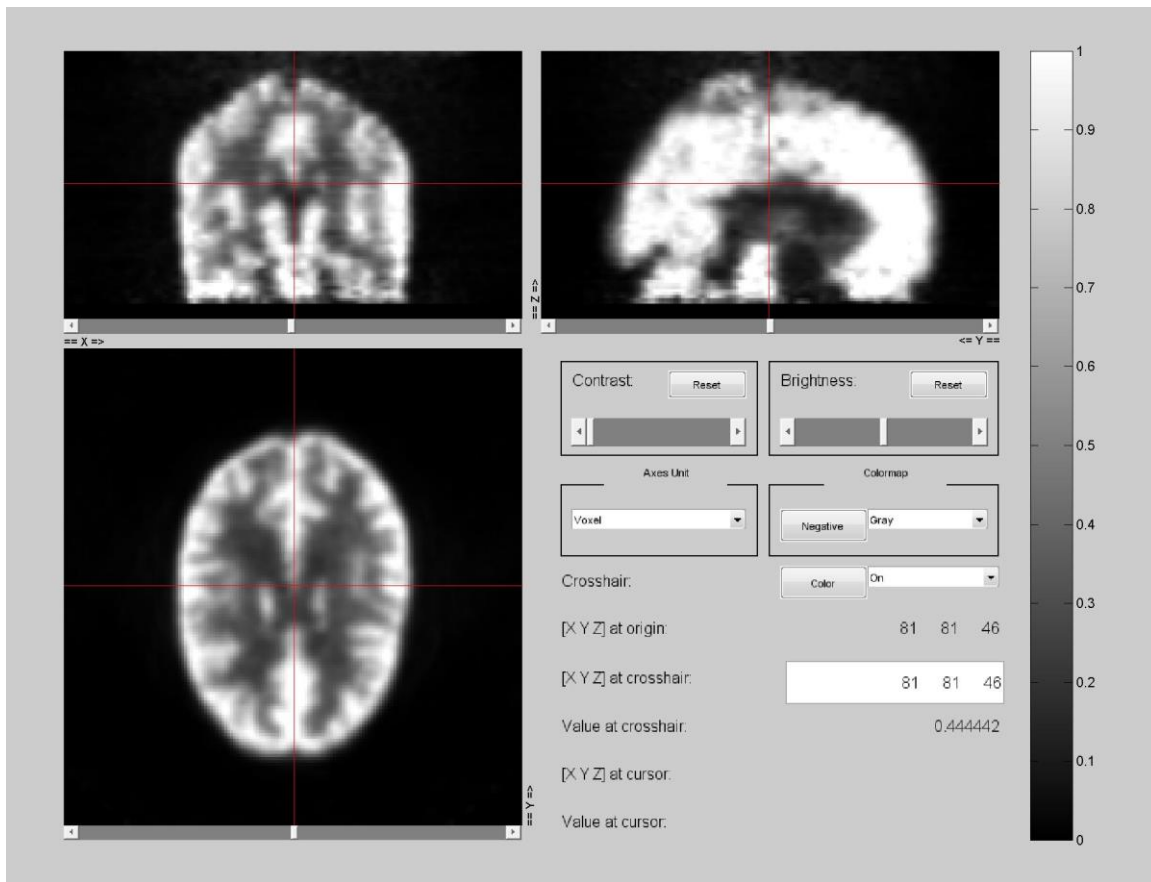 == Z =>
== X =>
<= Y ==
Contrast:
Reset
Brightness:
Reset
Axes Unit
Colormap
Voxel
Negative
Gray
Crosshair:
Color
On
[X Y Z] at origin:
81 81 46
[X Y Z] at crosshair:
81 81 46
Value at crosshair:
0.444442
[X Y Z] at cursor:
Value at cursor:
== Y =>
1
0.9
0.8
0.7
0.6
0.5
0.4
0.3
0.2
0.1
0